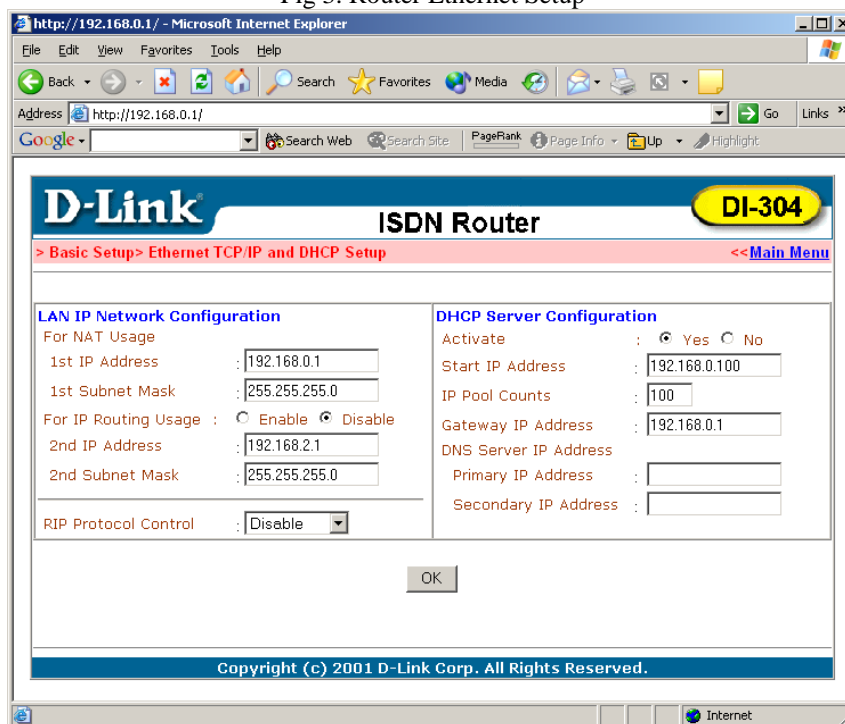 Fig 3. Router Ethernet Setup
http://192.168.0.1/ - Microsoft Internet Explorer
File Edit View Favorites Tools Help
Back Search Favorites Media
Address http://192.168.0.1/ Go Links »
Google Search Web Search Site PageRank Page Info Up Highlight
D-Link
ISDN Router
DI-304
> Basic Setup> Ethernet TCP/IP and DHCP Setup <<Main Menu
LAN IP Network Configuration
For NAT Usage
1st IP Address : 192.168.0.1
1st Subnet Mask : 255.255.255.0
For IP Routing Usage : Enable Disable
2nd IP Address : 192.168.2.1
2nd Subnet Mask : 255.255.255.0
RIP Protocol Control : Disable
DHCP Server Configuration
Activate : Yes No
Start IP Address : 192.168.0.100
IP Pool Counts : 100
Gateway IP Address : 192.168.0.1
DNS Server IP Address
Primary IP Address :
Secondary IP Address :
OK
Copyright (c) 2001 D-Link Corp. All Rights Reserved.
Internet